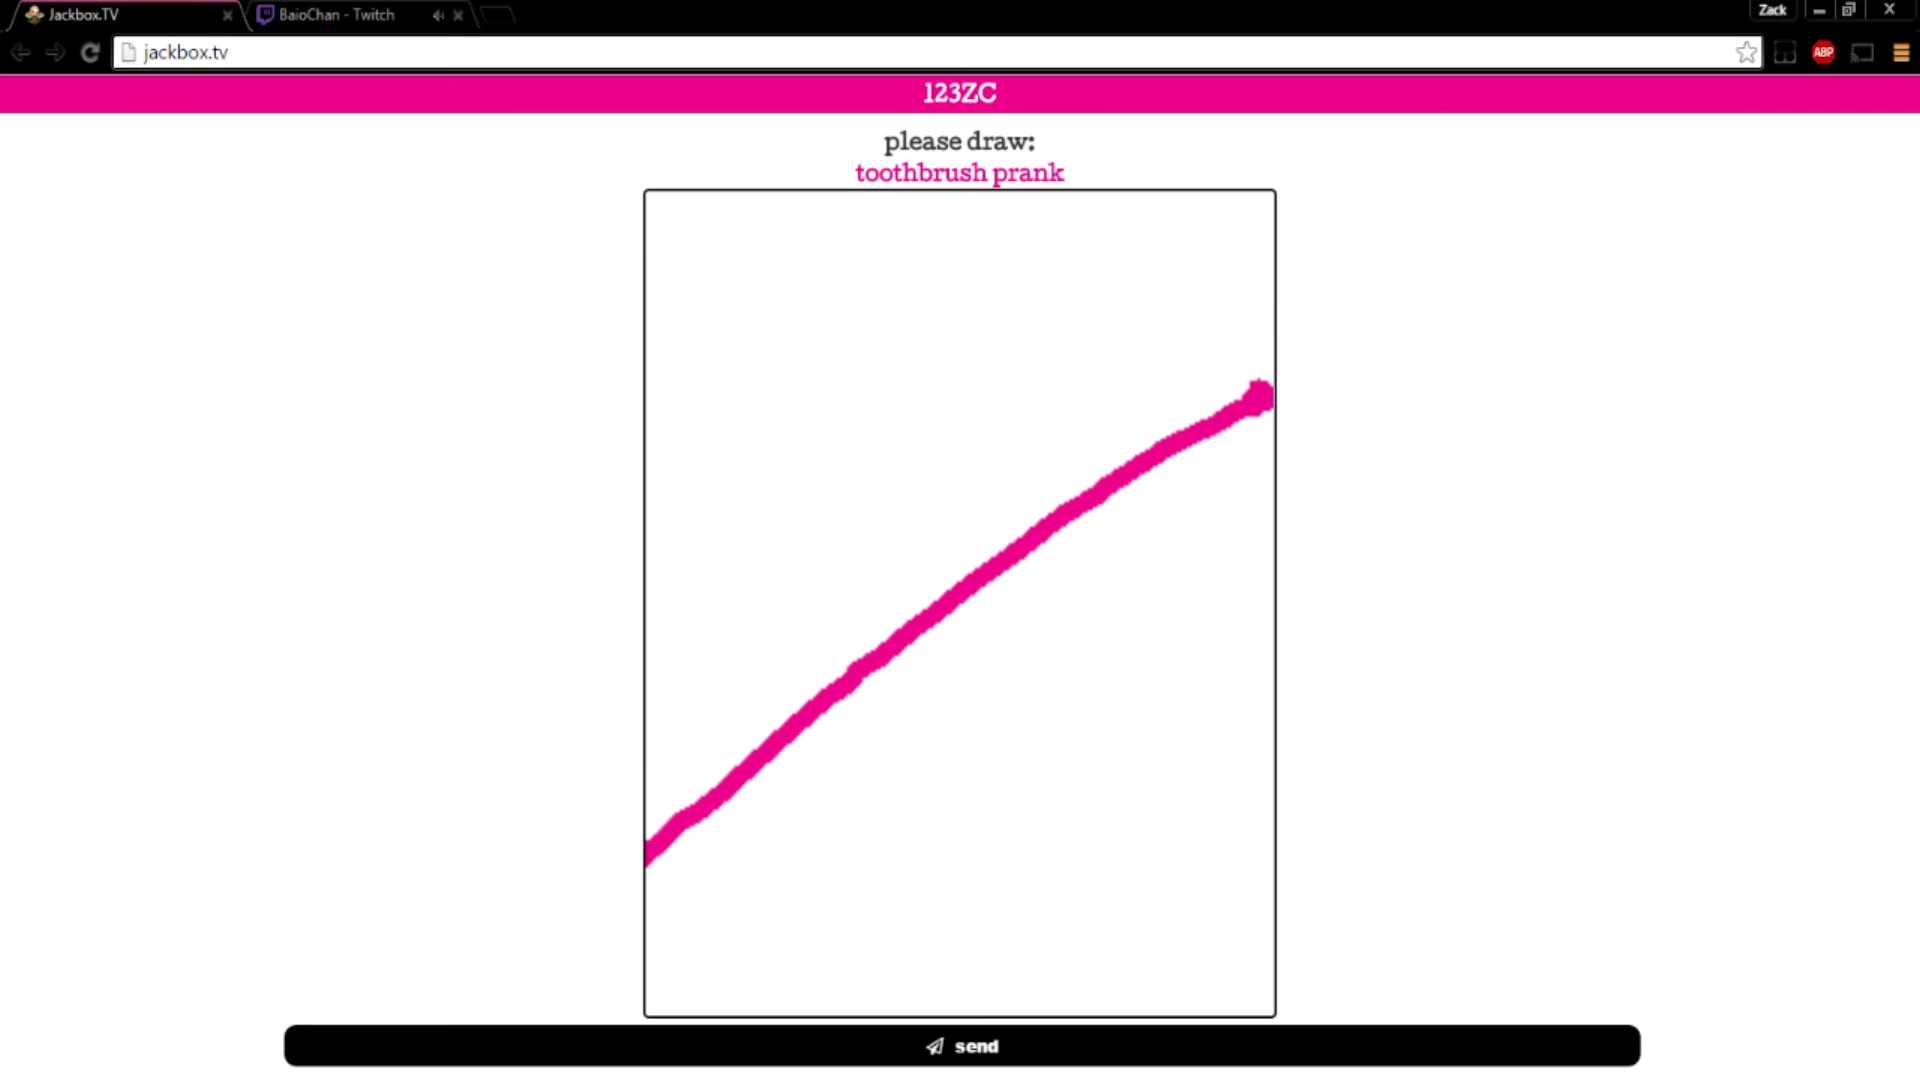 Jackbox.TV
BaioChan - Twitch
Zack
jackbox.tv
ABP
123ZC
please draw:
toothbrush prank
send